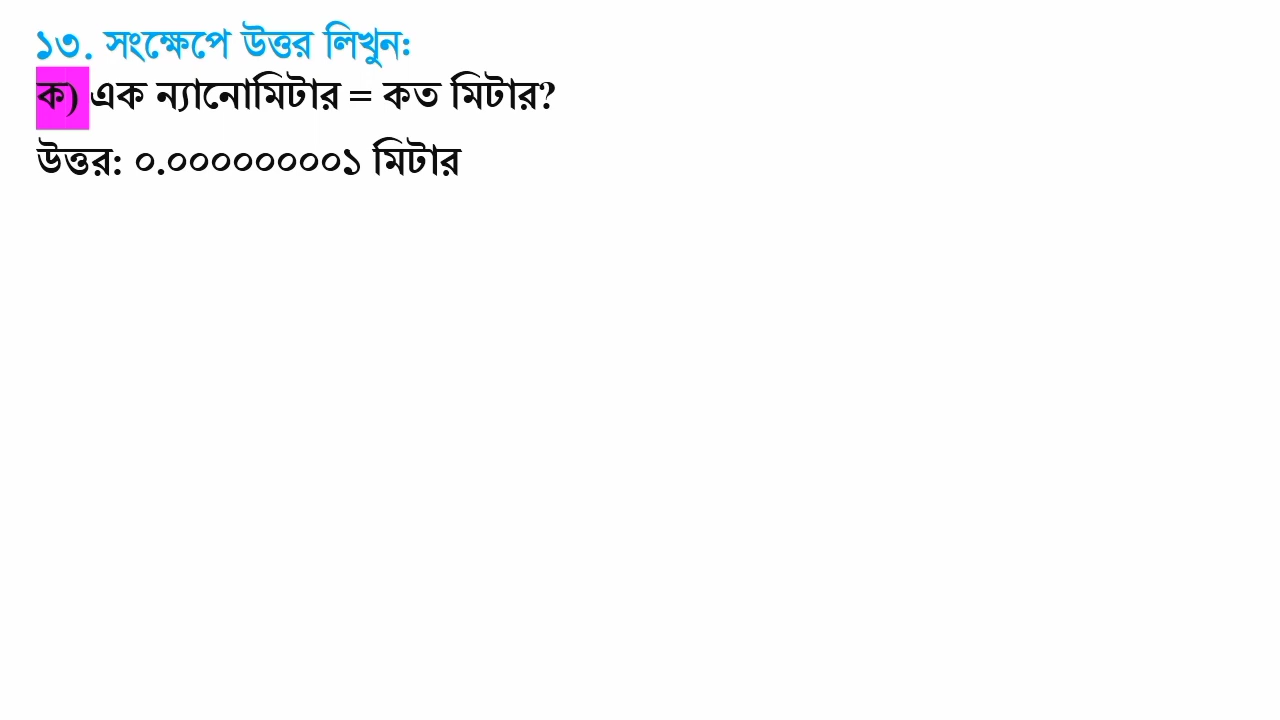 ১৩. সংক্ষেপে উত্তর লিখুন:
ক) এক ন্যানোমিটার = কত মিটার?
উত্তর: ০.০০০০০০০০১ মিটার